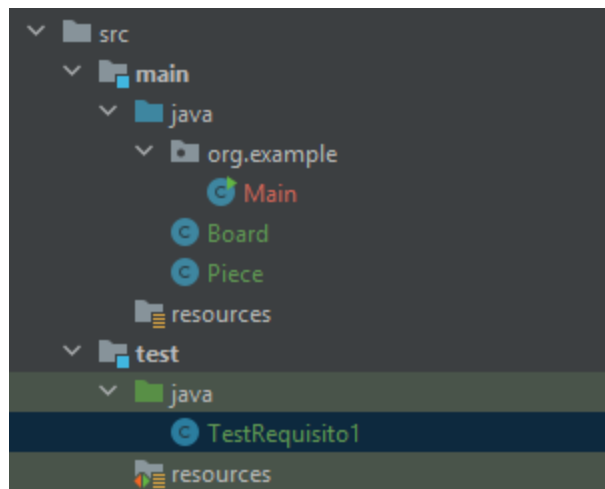 src
main
java
org.example
C Main
C Board
C Piece
resources
test
java
C TestRequisito1
resources